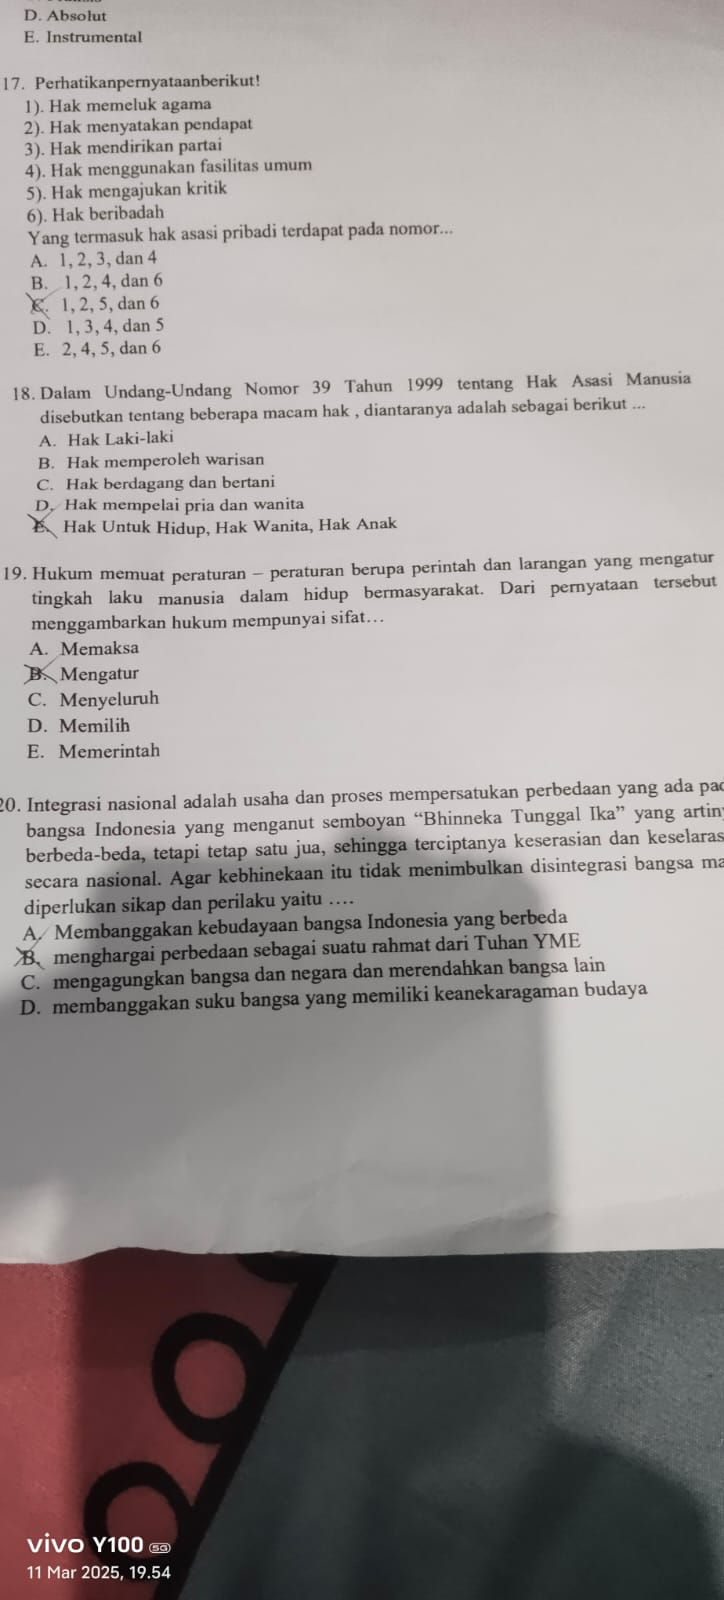 D. Absolut
E. Instrumental
17. Perhatikanpernyataanberikut!
1). Hak memeluk agama
2). Hak menyatakan pendapat
3). Hak mendirikan partai
4). Hak menggunakan fasilitas umum
5). Hak mengajukan kritik
6). Hak beribadah
Yang termasuk hak asasi pribadi terdapat pada nomor...
A. 1, 2, 3, dan 4
B. 1, 2, 4, dan 6
C. 1, 2, 5, dan 6
D. 1, 3, 4, dan 5
E. 2, 4, 5, dan 6
18. Dalam Undang-Undang Nomor 39 Tahun 1999 tentang Hak Asasi Manusia
disebutkan tentang beberapa macam hak , diantaranya adalah sebagai berikut ...
A. Hak Laki-laki
B. Hak memperoleh warisan
C. Hak berdagang dan bertani
D. Hak mempelai pria dan wanita
E. Hak Untuk Hidup, Hak Wanita, Hak Anak
19. Hukum memuat peraturan – peraturan berupa perintah dan larangan yang mengatur
tingkah laku manusia dalam hidup bermasyarakat. Dari pernyataan tersebut
menggambarkan hukum mempunyai sifat...
A. Memaksa
B. Mengatur
C. Menyeluruh
D. Memilih
E. Memerintah
20. Integrasi nasional adalah usaha dan proses mempersatukan perbedaan yang ada pad
bangsa Indonesia yang menganut semboyan “Bhinneka Tunggal Ika” yang artin
berbeda-beda, tetapi tetap satu jua, sehingga terciptanya keserasian dan keselaras
secara nasional. Agar kebhinekaan itu tidak menimbulkan disintegrasi bangsa ma
diperlukan sikap dan perilaku yaitu ....
A. Membanggakan kebudayaan bangsa Indonesia yang berbeda
B. menghargai perbedaan sebagai suatu rahmat dari Tuhan YME
C. mengagungkan bangsa dan negara dan merendahkan bangsa lain
D. membanggakan suku bangsa yang memiliki keanekaragaman budaya
vivo Y100 5G
11 Mar 2025, 19.54